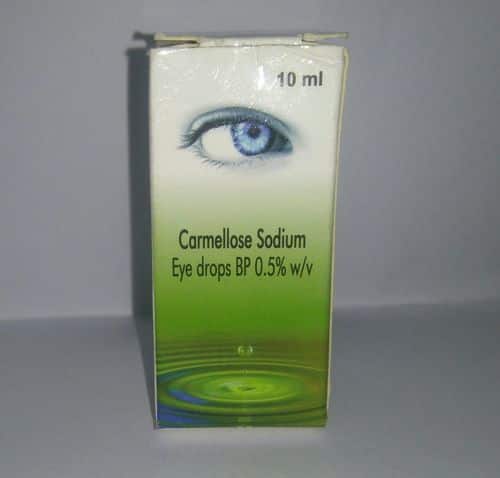 10 ml
Carmellose Sodium
Eye drops BP 0.5% w/v